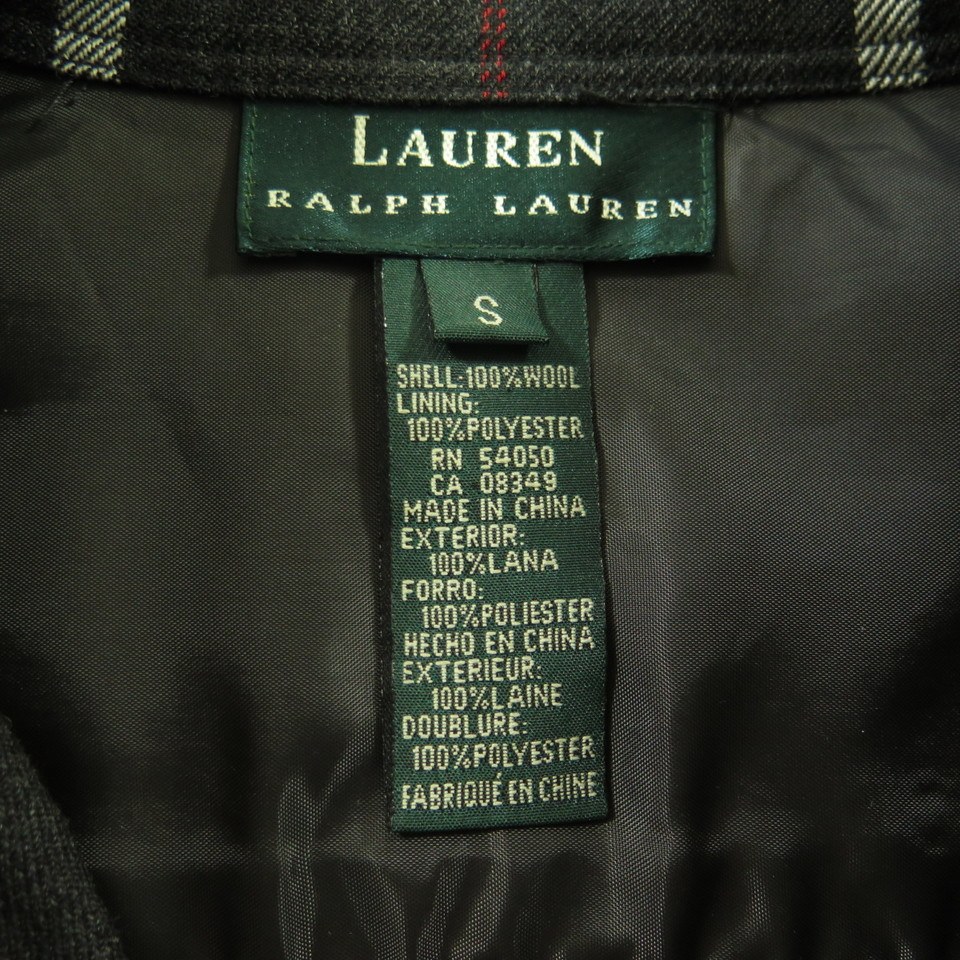 LAUREN
RALPH LAUREN
S
SHELL:100%WOOL
LINING:
100%POLYESTER
RN 54050
CA 08349
MADE IN CHINA
EXTERIOR:
100%LANA
FORRO:
100%POLIESTER
HECHO EN CHINA
EXTERIEUR:
100%LAINE
DOUBLURE:
100%POLYESTER
FABRIQUÉ EN CHINE